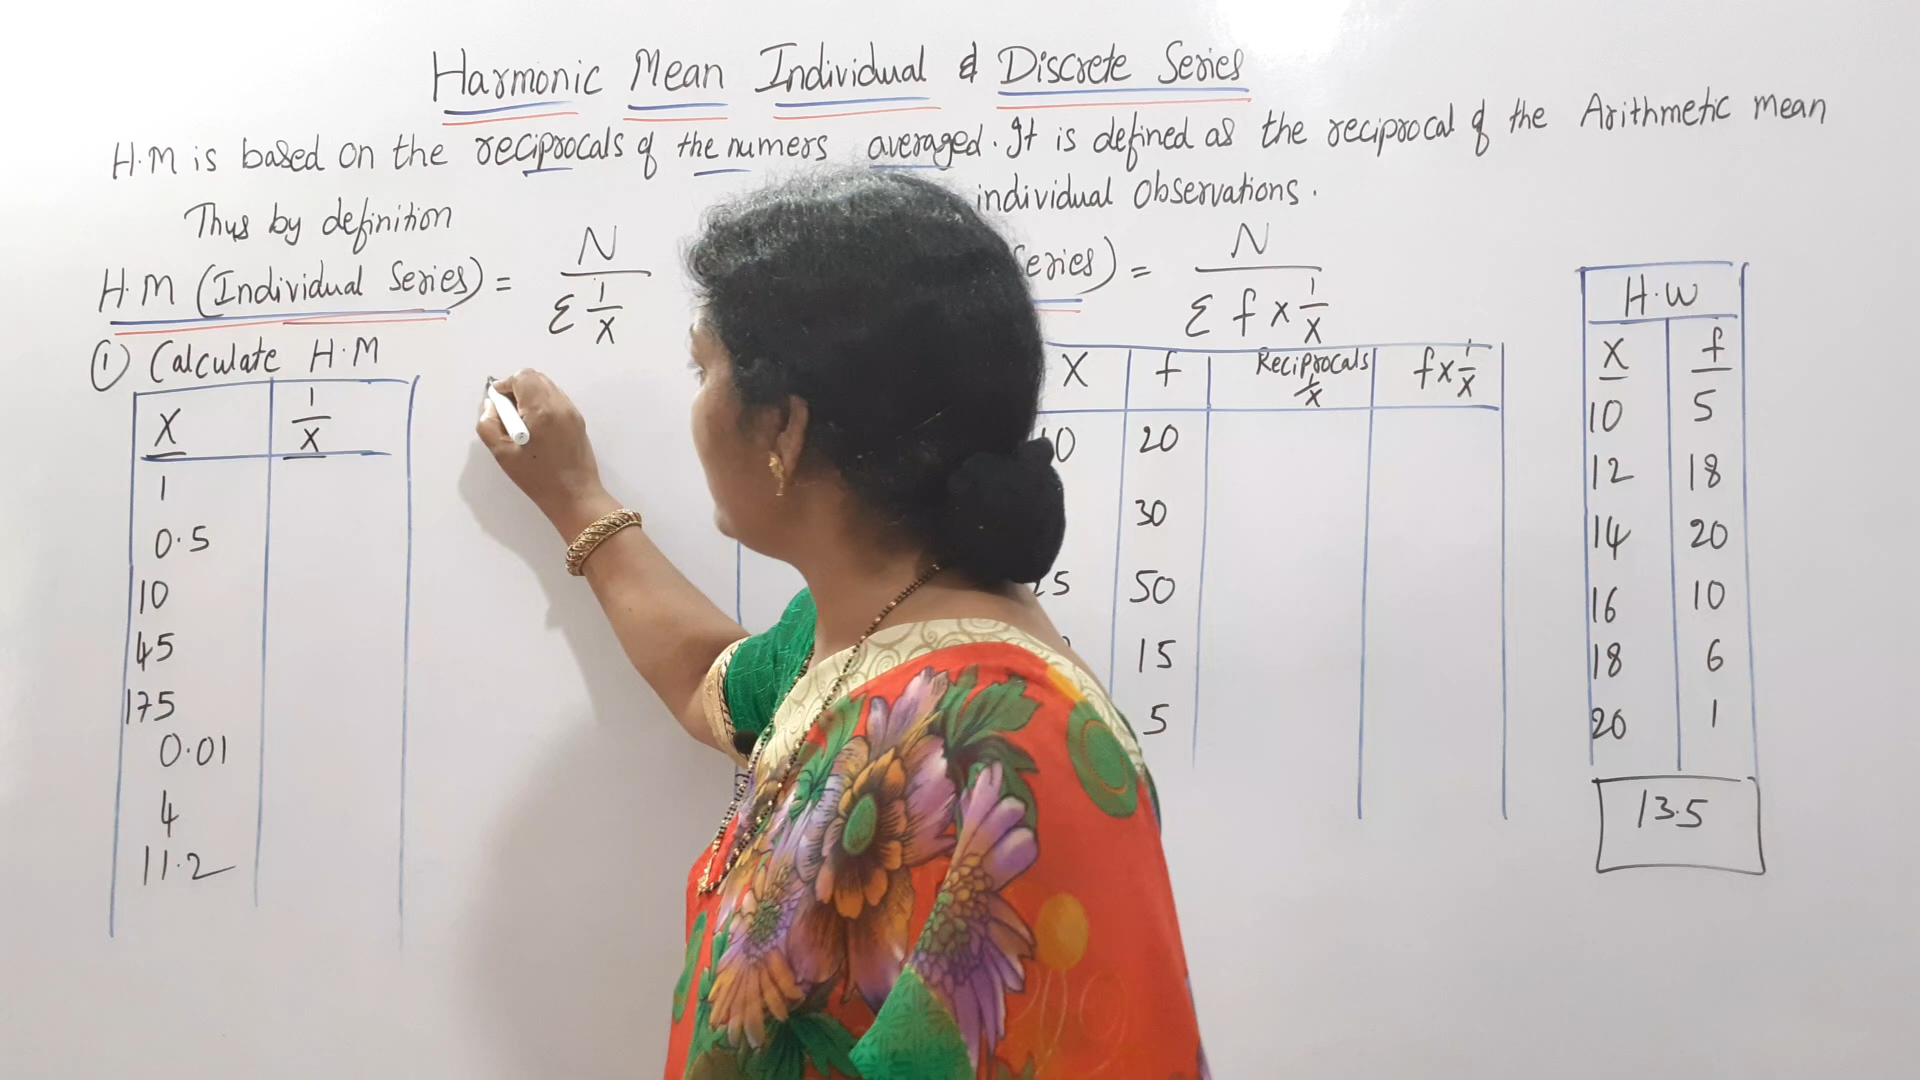 Harmonic Mean Individual & Discrete Series
H.M is based on the reciprocals of the numers averaged. It is defined as the reciprocal of the Arithmetic mean
individual Observations.
Thus by definition
H.M (Individual Series) = N / Σ 1/X
eries) = N / Σ f × 1/X
① Calculate H.M
X 1/X
1
0.5
10
45
175
0.01
4
11.2
X f Reciprocals 1/X f×1/X
20
30
50
15
5
H.W
X f
10 5
12 18
14 20
16 10
18 6
20 1
13.5